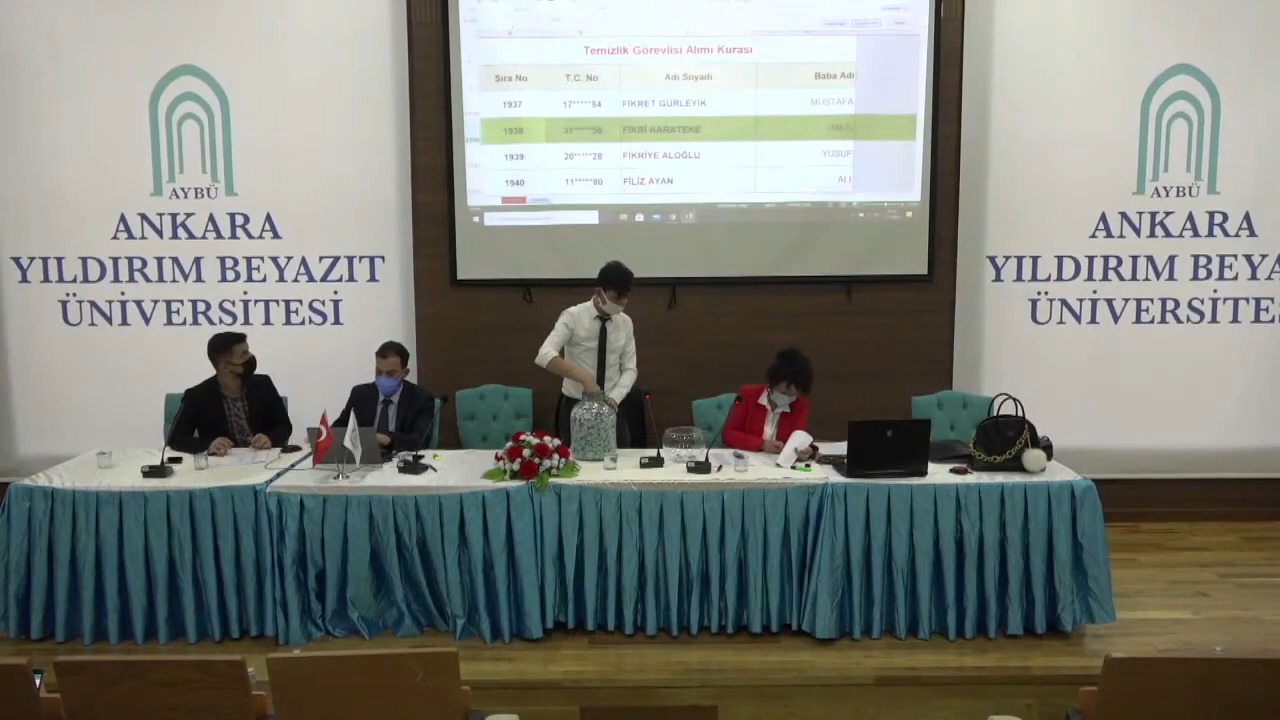 AYBÜ
ANKARA
YILDIRIM BEYAZIT
ÜNİVERSİTESİ
Temizlik Görevlisi Alımı Kurası
Sıra No T.C. No Adı Soyadı Baba Adı
1937 17*****84 FİKRET GÜRLEYİK MUSTAFA
1938 31*****56 FİKRİ KARATEKE
1939 20*****28 FİKRİYE ALOĞLU YUSUF
1940 11*****80 FİLİZ AYAN ALİ
AYBÜ
ANKARA
YILDIRIM BEYA
ÜNİVERSİTES